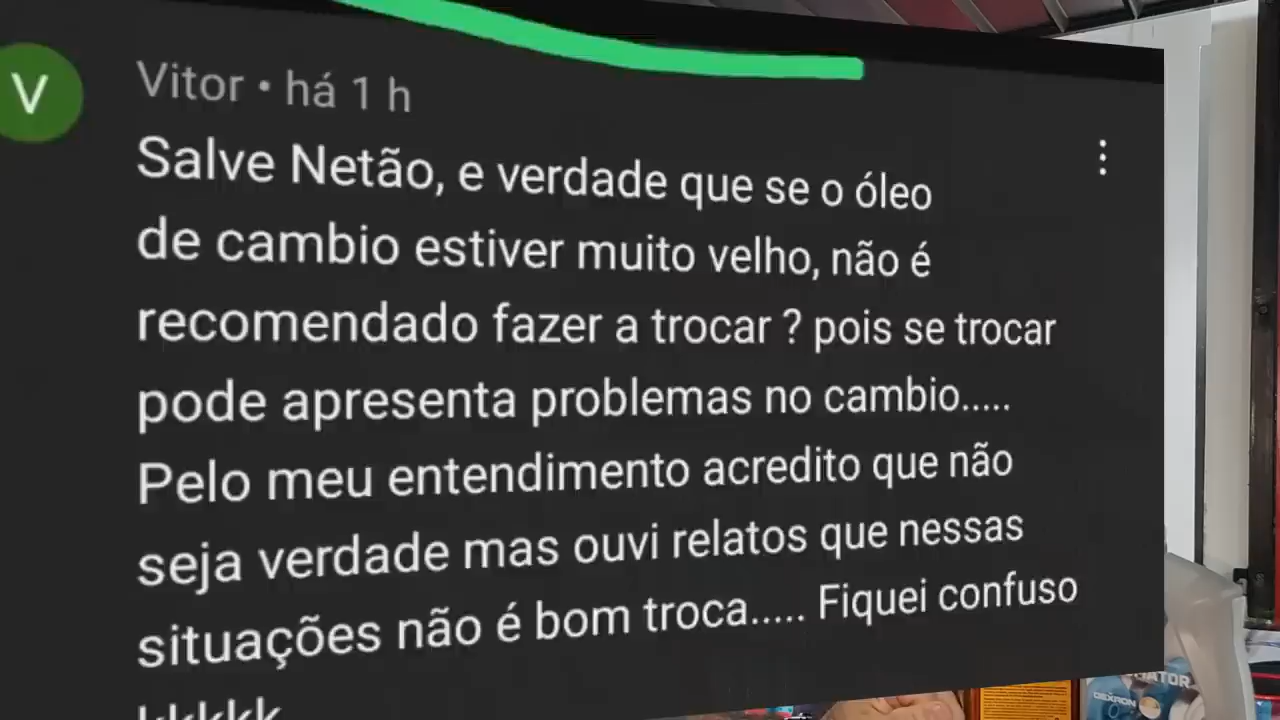 V
Vitor • há 1 h
Salve Netão, e verdade que se o óleo
de cambio estiver muito velho, não é
recomendado fazer a trocar ? pois se trocar
pode apresenta problemas no cambio.....
Pelo meu entendimento acredito que não
seja verdade mas ouvi relatos que nessas
situações não é bom troca..... Fiquei confuso
kkkkk
DEXRON